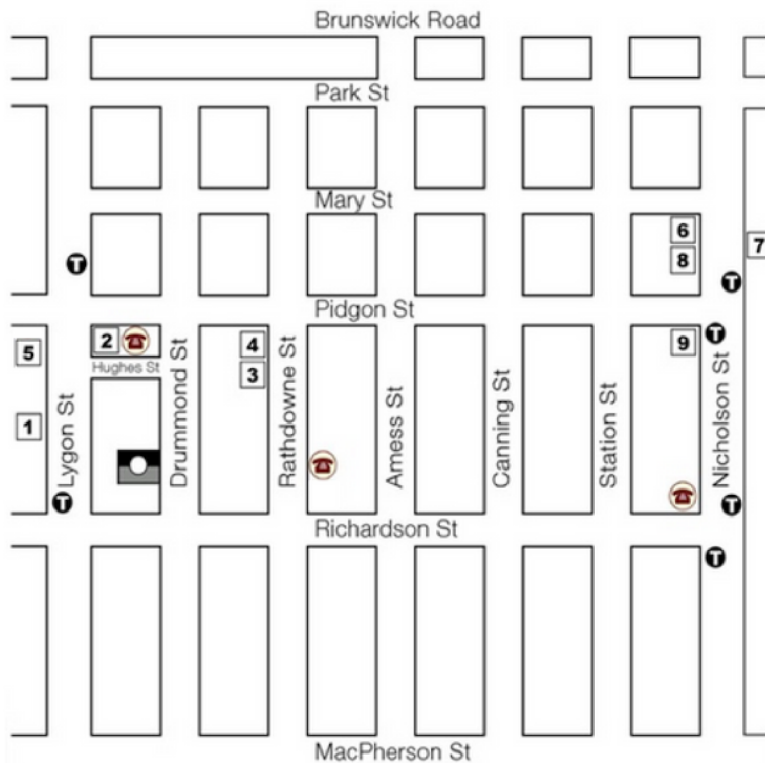 Brunswick Road
Park St
Mary St
6
7
8
T
T
Pidgon St
2
T
4
9
5
Hughes St
3
1
Lygon St
Drummond St
Rathdowne St
Amess St
Canning St
Station St
Nicholson St
T
T
Richardson St
T
MacPherson St